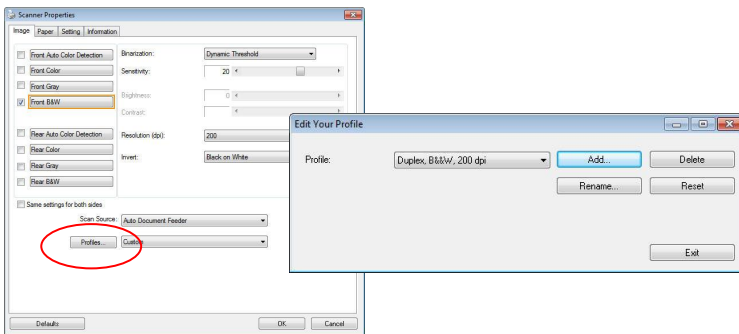 Scanner Properties
Image Paper Setting Information
Front Auto Color Detection
Front Color
Front Gray
Front B&W
Rear Auto Color Detection
Rear Color
Rear Gray
Rear B&W
Binarization: Dynamic Threshold
Sensitivity: 20
Brightness: 0
Contrast:
Resolution (dpi): 200
Invert: Black on White
Same settings for both sides
Scan Source: Auto Document Feeder
Profiles... Custom
Defaults OK Cancel
Edit Your Profile
Profile: Duplex, B&&W, 200 dpi Add... Delete
Rename... Reset
Exit